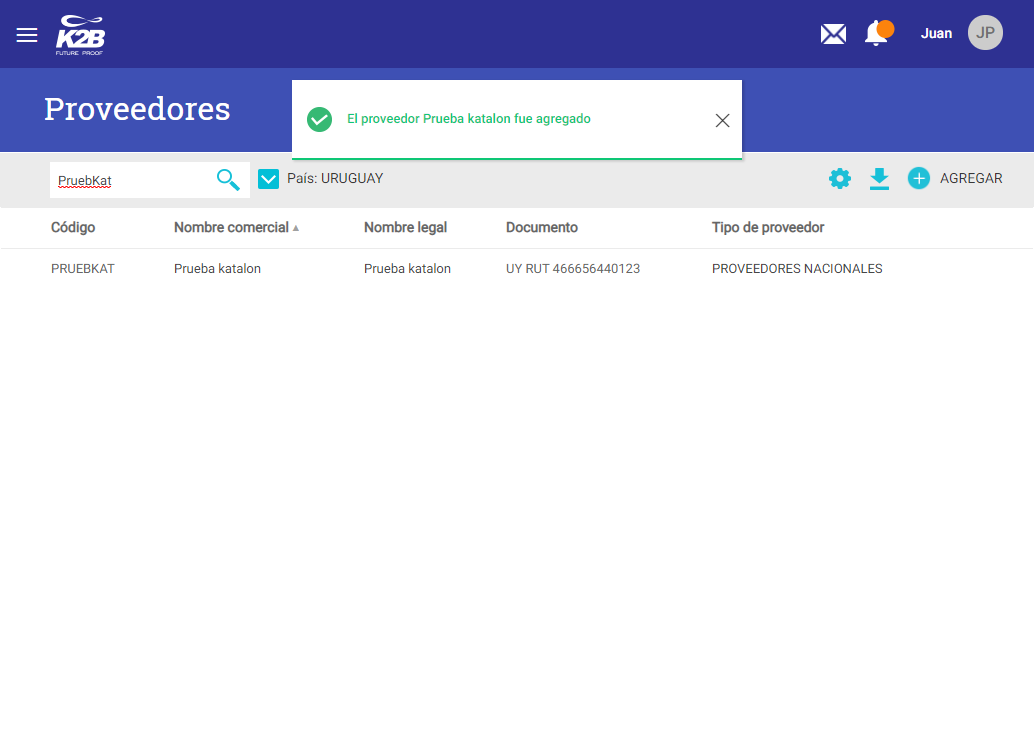 K2B
FUTURE PROOF
Juan
JP
Proveedores
El proveedor Prueba katalon fue agregado
PruebKat
País: URUGUAY
AGREGAR
Código Nombre comercial Nombre legal Documento Tipo de proveedor
PRUEBKAT Prueba katalon Prueba katalon UY RUT 466656440123 PROVEEDORES NACIONALES